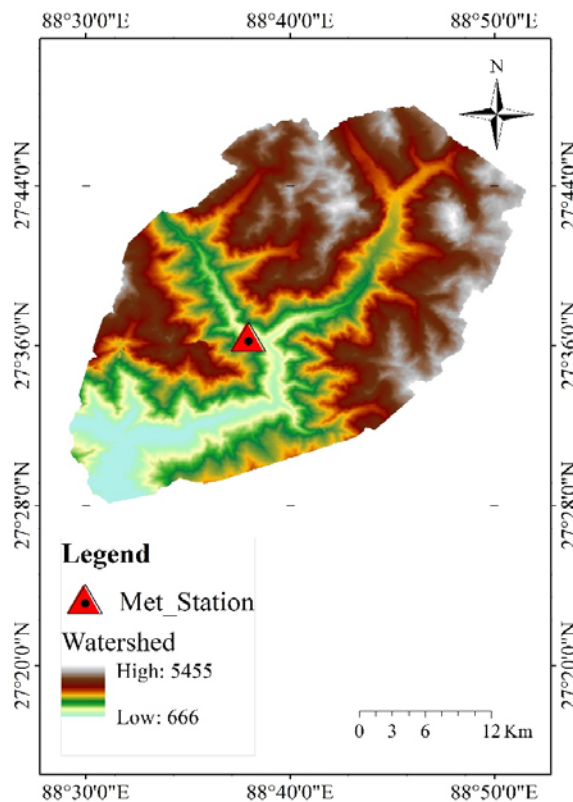 88°30'0"E 88°40'0"E 88°50'0"E
N
27°44'0"N 27°44'0"N
27°36'0"N 27°36'0"N
27°28'0"N 27°28'0"N
Legend
Met_Station
Watershed
High: 5455
Low: 666
27°20'0"N 27°20'0"N
0 3 6 12 Km
88°30'0"E 88°40'0"E 88°50'0"E